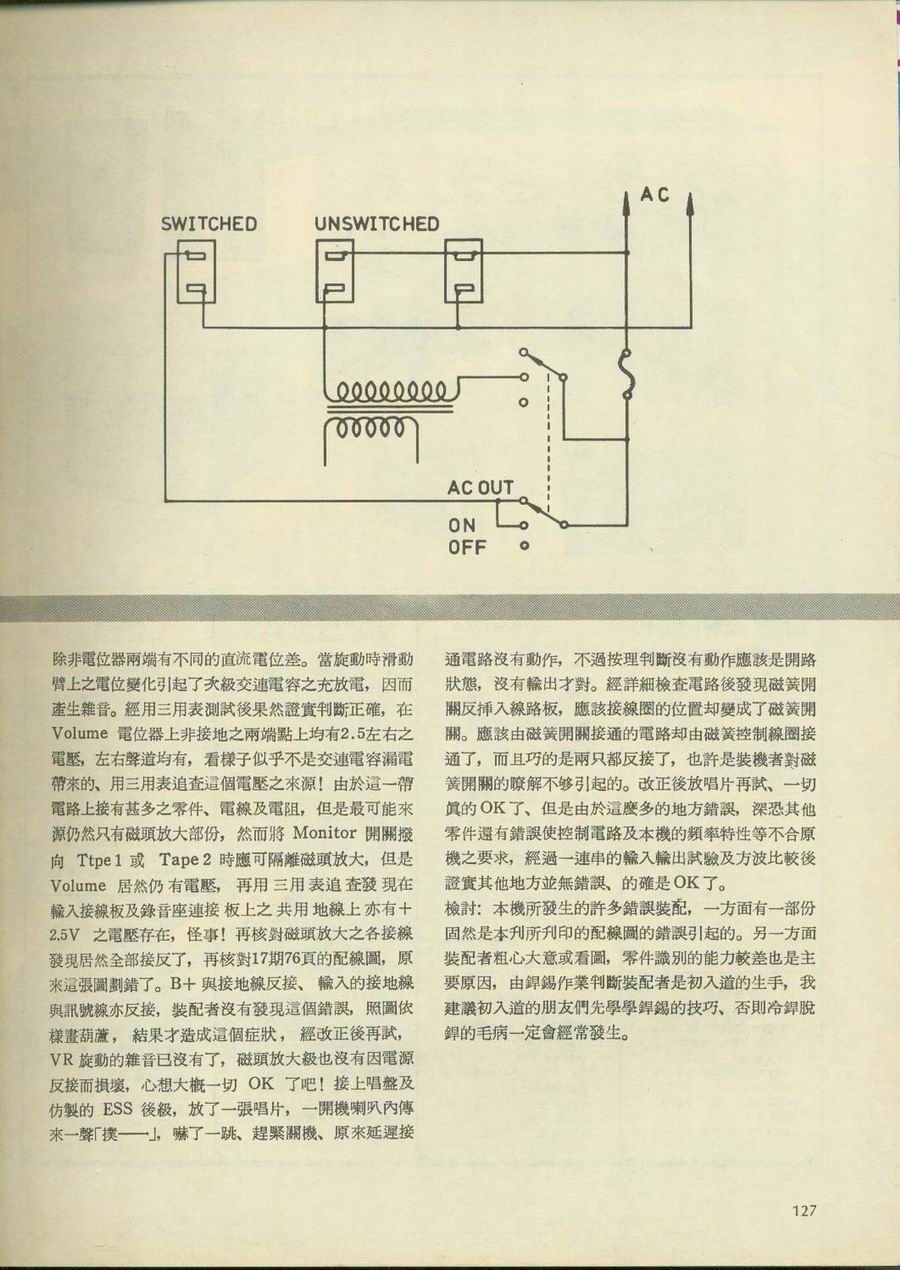 AC
SWITCHED
UNSWITCHED
AC OUT
ON
OFF
除非電位器兩端有不同的直流電位差。當旋動時滑動
臂上之電位變化引起了次級交連電容之充放電，因而
產生雜音。經用三用表測試後果然證實判斷正確，在
Volume 電位器上非接地之兩端點上均有2.5左右之
電壓，左右聲道均有，看樣子似乎不是交連電容漏電
帶來的、用三用表追查這個電壓之來源！由於這一帶
電路上接有甚多之零件、電線及電阻，但是最可能來
源仍然只有磁頭放大部份，然而將 Monitor 開關撥
向 Ttpe 1 或 Tape 2 時應可隔離磁頭放大，但是
Volume 居然仍有電壓，再用三用表追查發現在
輸入接線板及錄音座連接板上之共用地線上亦有＋
2.5V 之電壓存在，怪事！再核對磁頭放大之各接線
發現居然全部接反了，再核對17期76頁的配線圖，原
來這張圖劃錯了。B＋與接地線反接、輸入的接地線
與訊號線亦反接，裝配者沒有發現這個錯誤，照圖依
樣畫葫蘆，結果才造成這個症狀，經改正後再試，
VR 旋動的雜音已沒有了，磁頭放大級也沒有因電源
反接而損壞，心想大概一切 OK 了吧！接上唱盤及
仿製的 ESS 後級，放了一張唱片，一開機喇叭內傳
來一聲「撲——」，嚇了一跳、趕緊關機、原來延遲接
通電路沒有動作，不過按理判斷沒有動作應該是開路
狀態，沒有輸出才對。經詳細檢查電路後發現磁簧開
關反挿入線路板，應該接線圈的位置却變成了磁簧開
關。應該由磁簧開關接通的電路却由磁簧控制線圈接
通了，而且巧的是兩只都反接了，也許是裝機者對磁
簧開關的瞭解不够引起的。改正後放唱片再試、一切
眞的 OK 了、但是由於這麼多的地方錯誤，深恐其他
零件還有錯誤使控制電路及本機的頻率特性等不合原
機之要求，經過一連串的輸入輸出試驗及方波比較後
證實其他地方並無錯誤、的確是 OK 了。
檢討：本機所發生的許多錯誤裝配，一方面有一部份
固然是本刋所刋印的配線圖的錯誤引起的。另一方面
裝配者粗心大意或看圖，零件識別的能力較差也是主
要原因，由銲錫作業判斷裝配者是初入道的生手，我
建議初入道的朋友們先學學銲錫的技巧、否則冷銲脫
銲的毛病一定會經常發生。
127